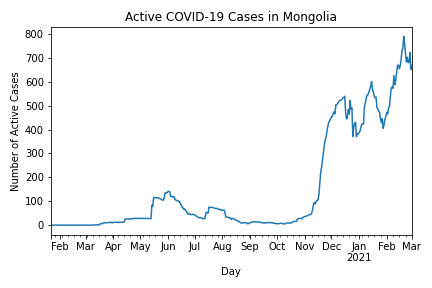 Active COVID-19 Cases in Mongolia
Number of Active Cases
800
700
600
500
400
300
200
100
0
Feb Mar Apr May Jun Jul Aug Sep Oct Nov Dec Jan Feb Mar
2021
Day